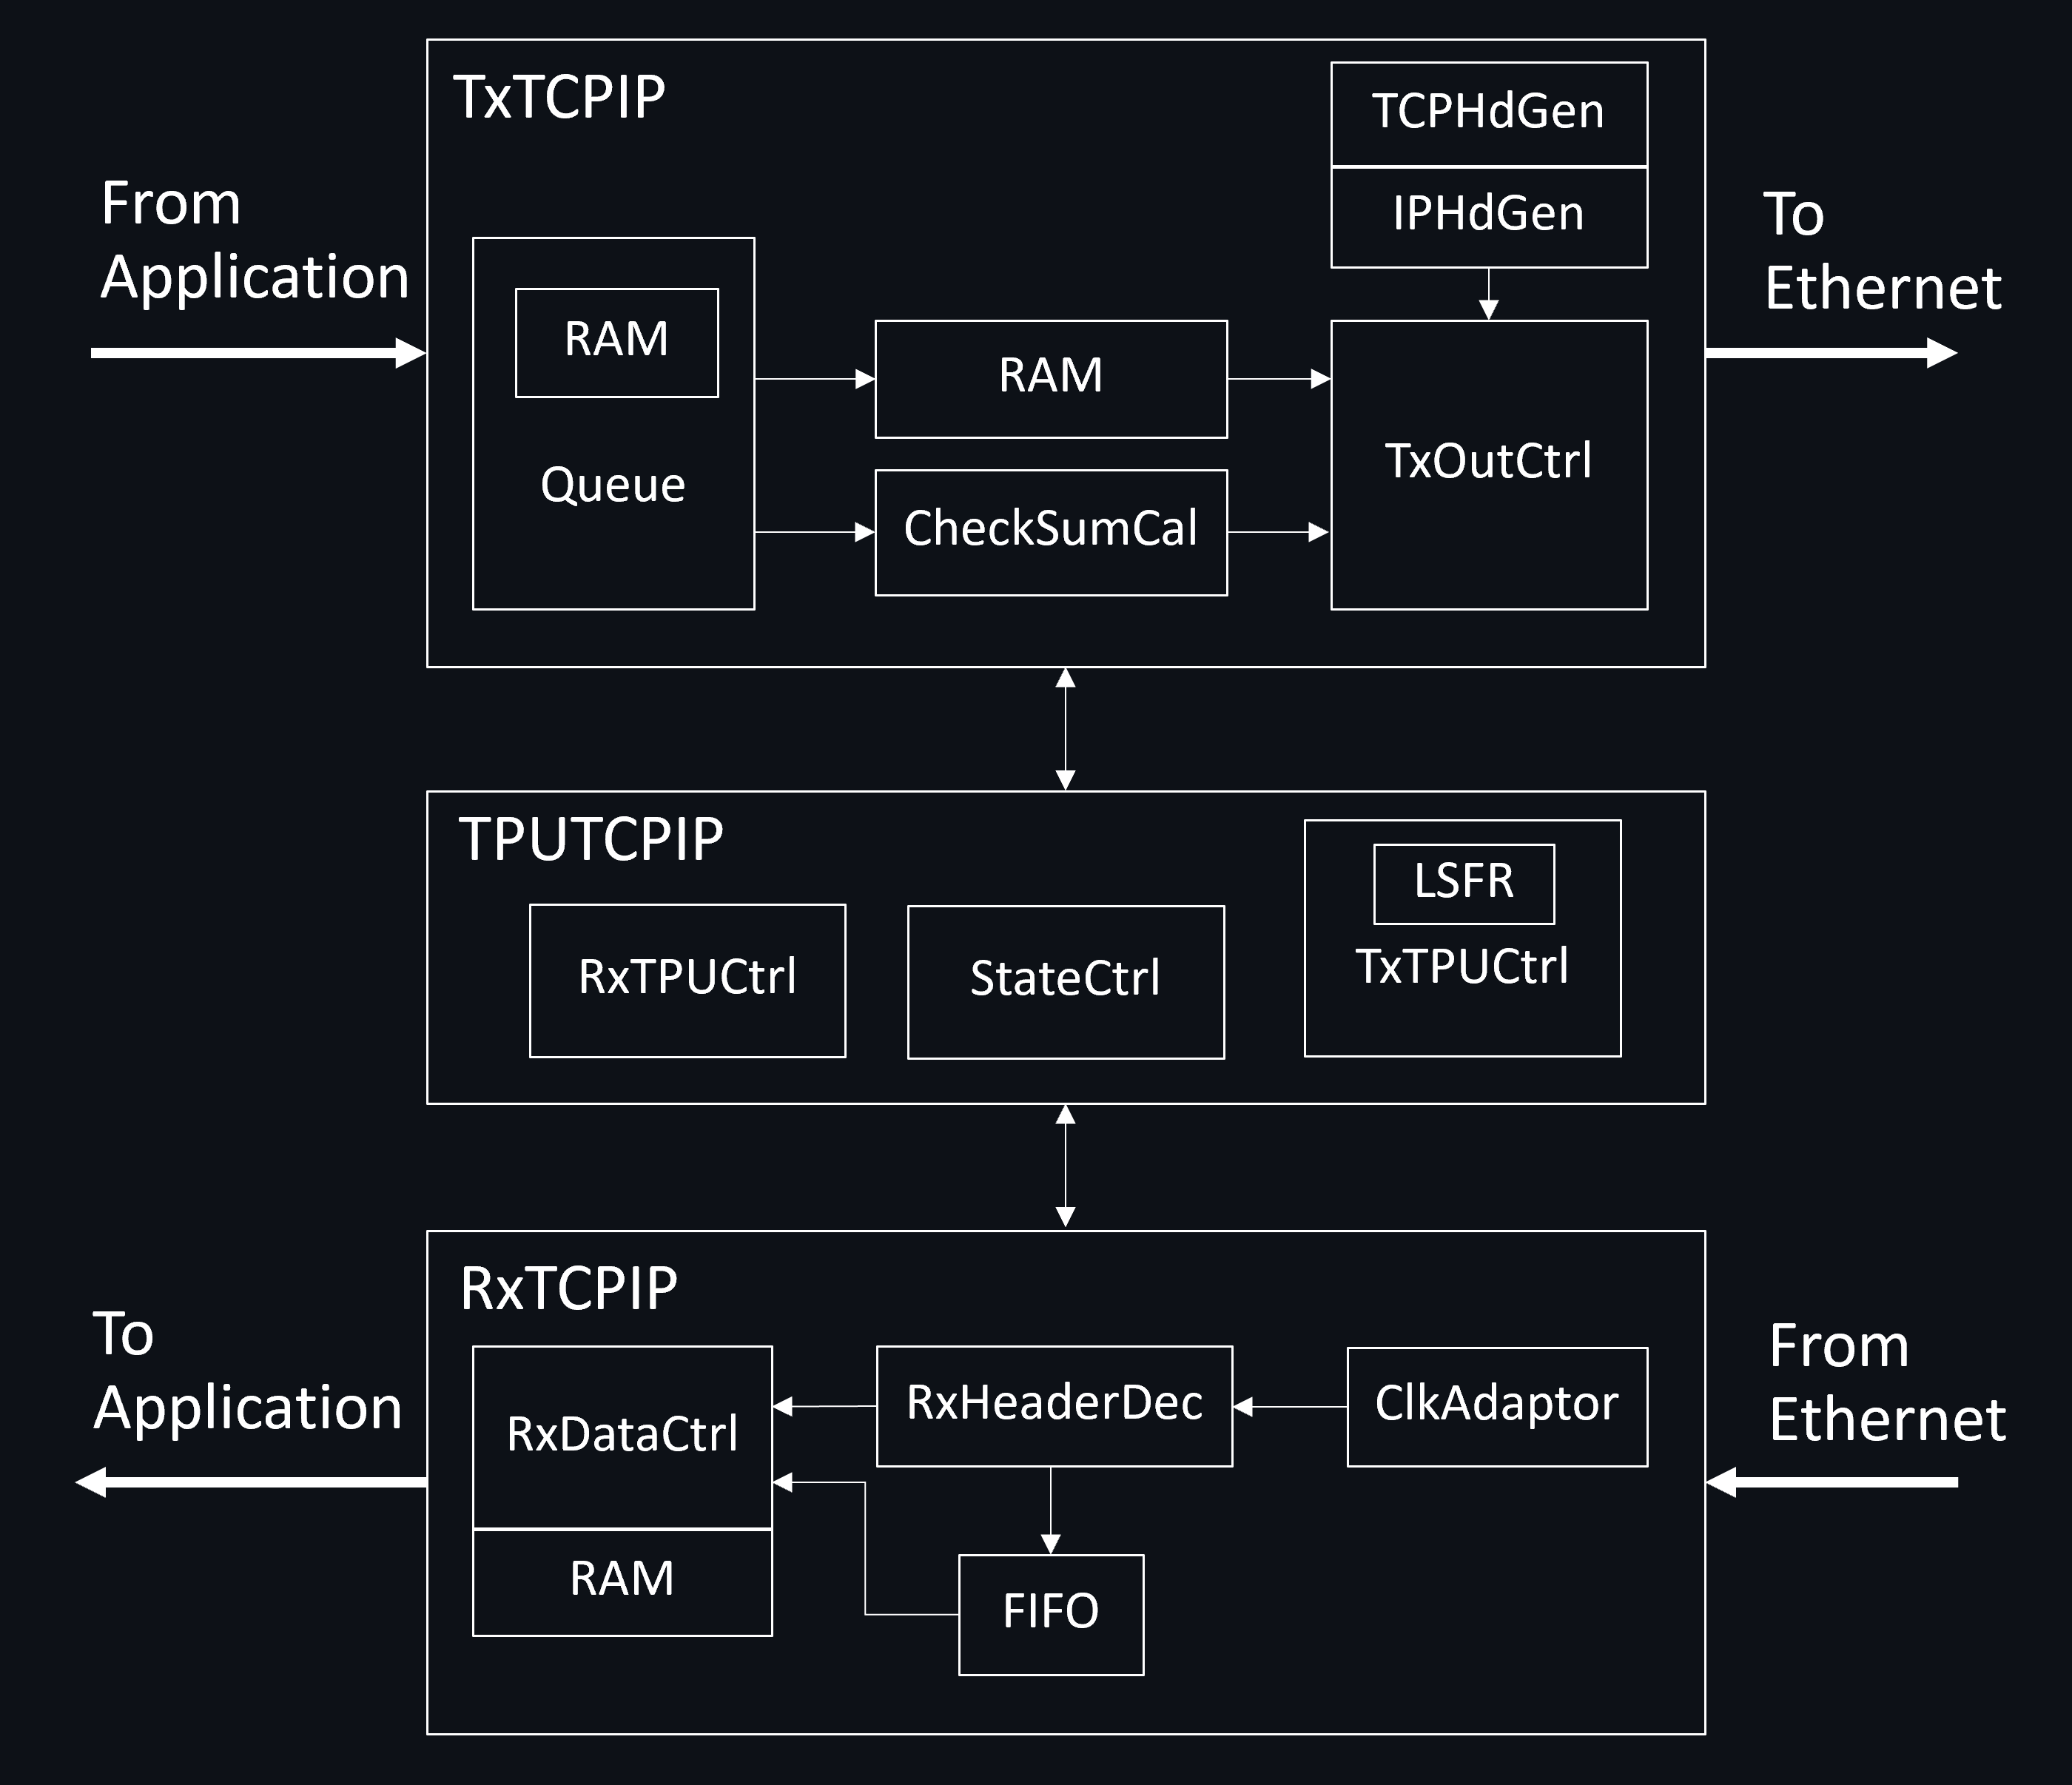 TxTCPIP
TCPHdGen
IPHdGen
From
Application
To
Ethernet
RAM
Queue
RAM
CheckSumCal
TxOutCtrl
TPUTCPIP
RxTPUCtrl
StateCtrl
LSFR
TxTPUCtrl
RxTCPIP
To
Application
From
Ethernet
RxDataCtrl
RAM
RxHeaderDec
ClkAdaptor
FIFO